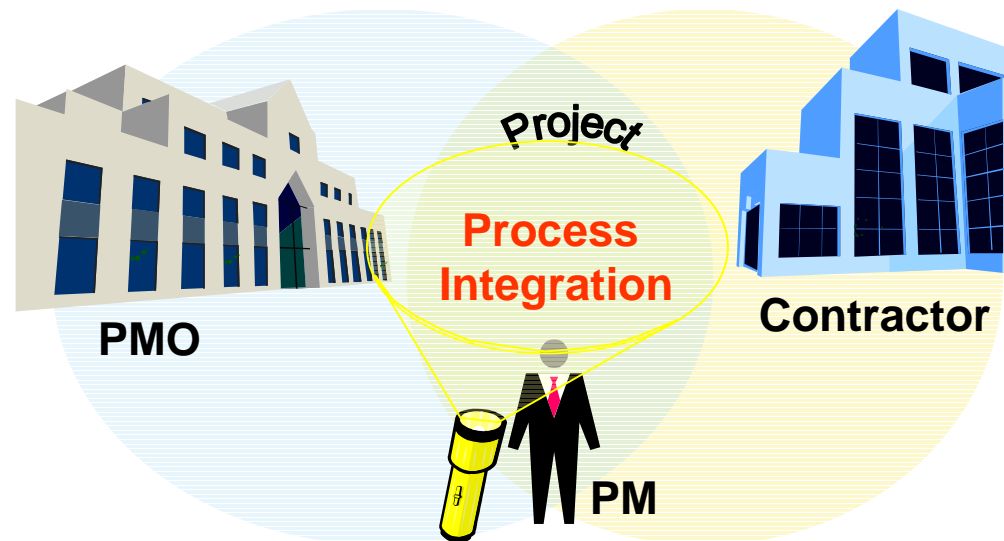 Project
Process
Integration
PMO
Contractor
PM